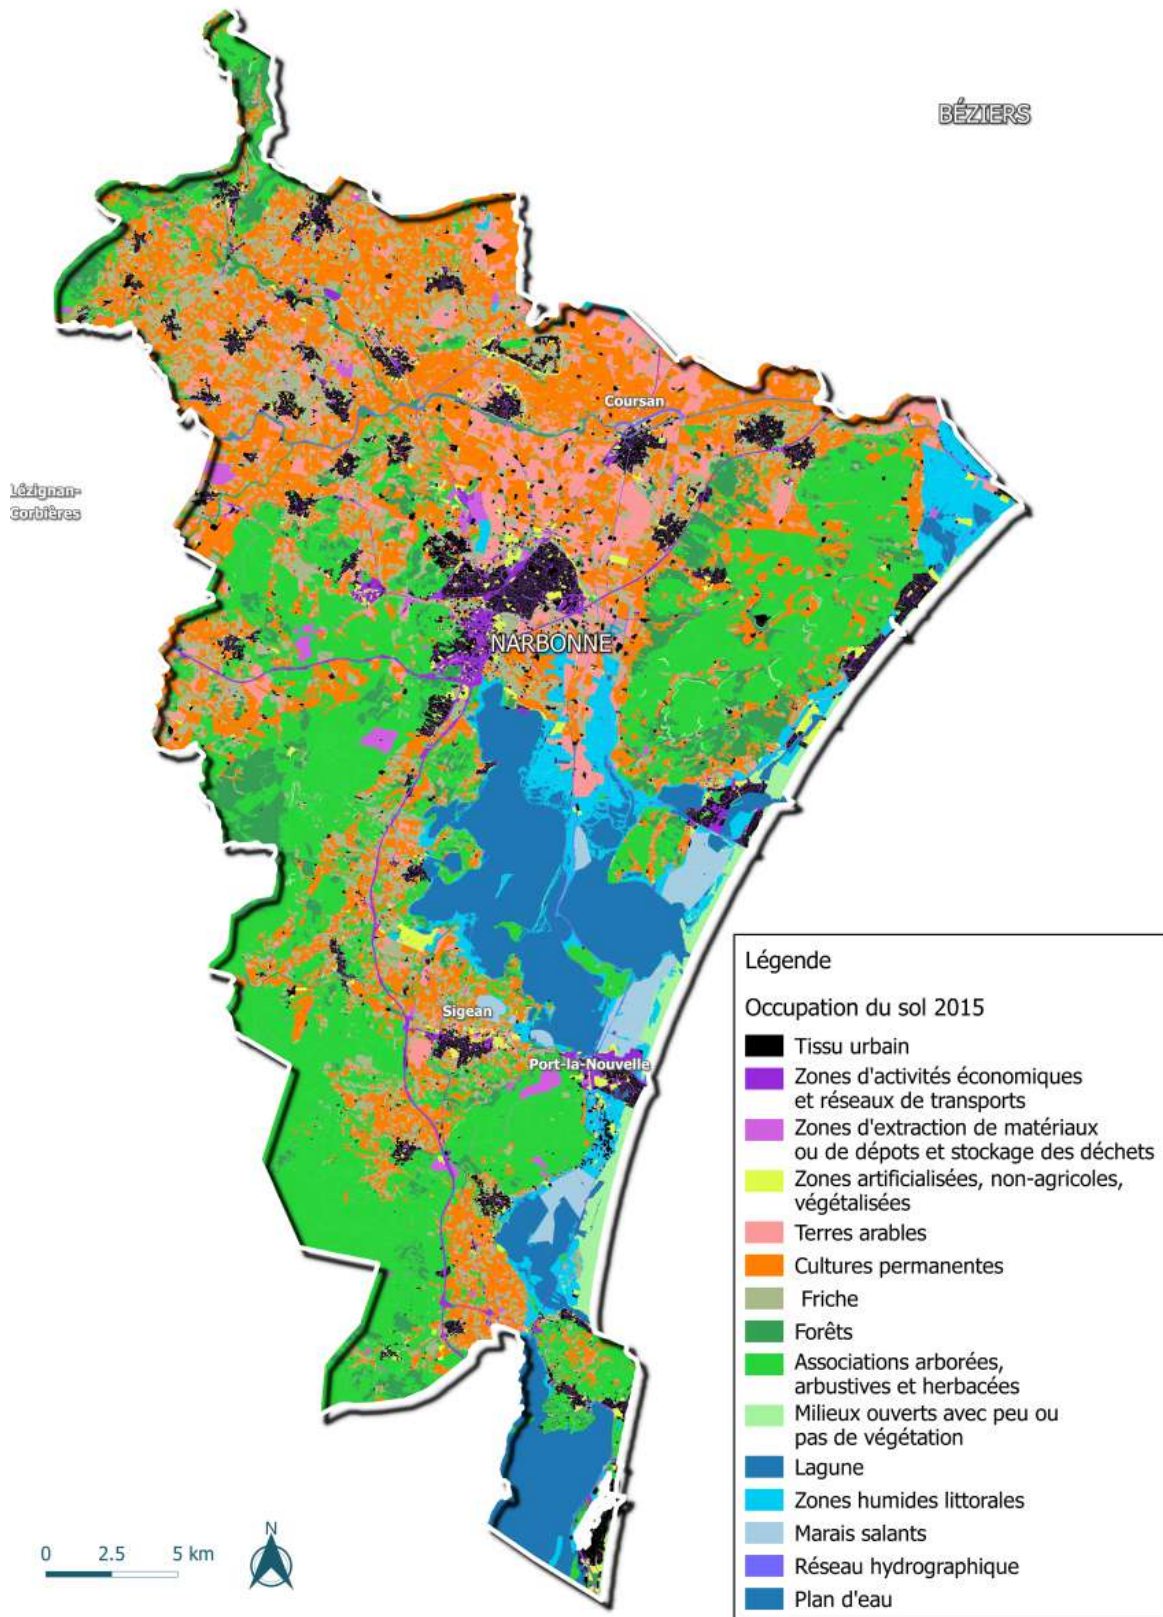 BÉZIERS
Coursan
Lézignan-
Corbières
NARBONNE
Sigean
Port-la-Nouvelle
Légende
Occupation du sol 2015
Tissu urbain
Zones d'activités économiques
et réseaux de transports
Zones d'extraction de matériaux
ou de dépots et stockage des déchets
Zones artificialisées, non-agricoles,
végétalisées
Terres arables
Cultures permanentes
Friche
Forêts
Associations arborées,
arbustives et herbacées
Milieux ouverts avec peu ou
pas de végétation
Lagune
Zones humides littorales
Marais salants
Réseau hydrographique
Plan d'eau
N
0 2.5 5 km